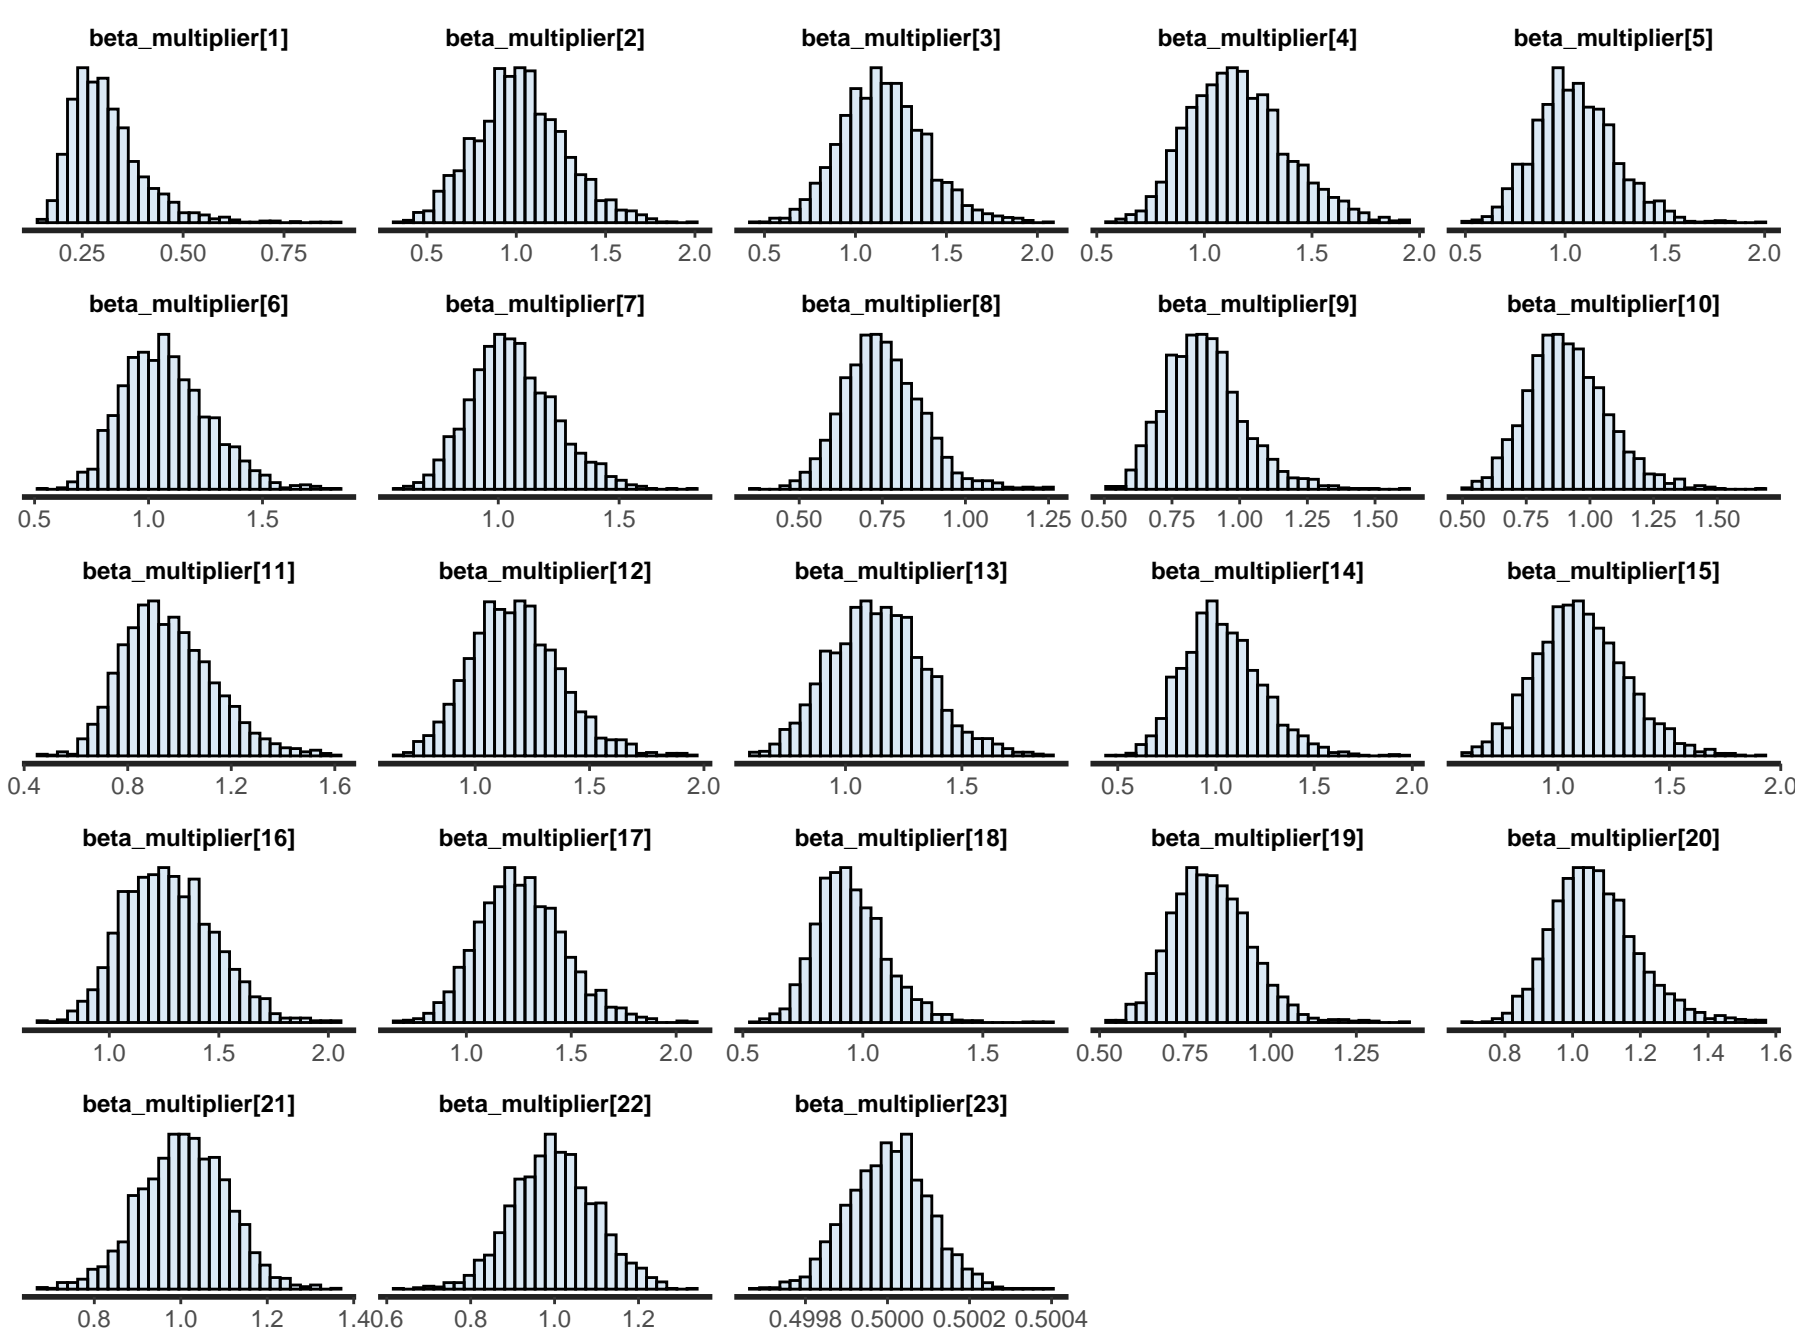 beta_multiplier[1] beta_multiplier[2] beta_multiplier[3] beta_multiplier[4] beta_multiplier[5]
0.25 0.50 0.75 0.5 1.0 1.5 2.0 0.5 1.0 1.5 2.0 0.5 1.0 1.5 2.0 0.5 1.0 1.5 2.0
beta_multiplier[6] beta_multiplier[7] beta_multiplier[8] beta_multiplier[9] beta_multiplier[10]
0.5 1.0 1.5 1.0 1.5 0.50 0.75 1.00 1.25 0.50 0.75 1.00 1.25 1.50 0.50 0.75 1.00 1.25 1.50
beta_multiplier[11] beta_multiplier[12] beta_multiplier[13] beta_multiplier[14] beta_multiplier[15]
0.4 0.8 1.2 1.6 1.0 1.5 2.0 1.0 1.5 0.5 1.0 1.5 2.0 1.0 1.5 2.0
beta_multiplier[16] beta_multiplier[17] beta_multiplier[18] beta_multiplier[19] beta_multiplier[20]
1.0 1.5 2.0 1.0 1.5 2.0 0.5 1.0 1.5 0.50 0.75 1.00 1.25 0.8 1.0 1.2 1.4 1.6
beta_multiplier[21] beta_multiplier[22] beta_multiplier[23]
0.8 1.0 1.2 1.4 0.6 0.8 1.0 1.2 0.4998 0.5000 0.5002 0.5004